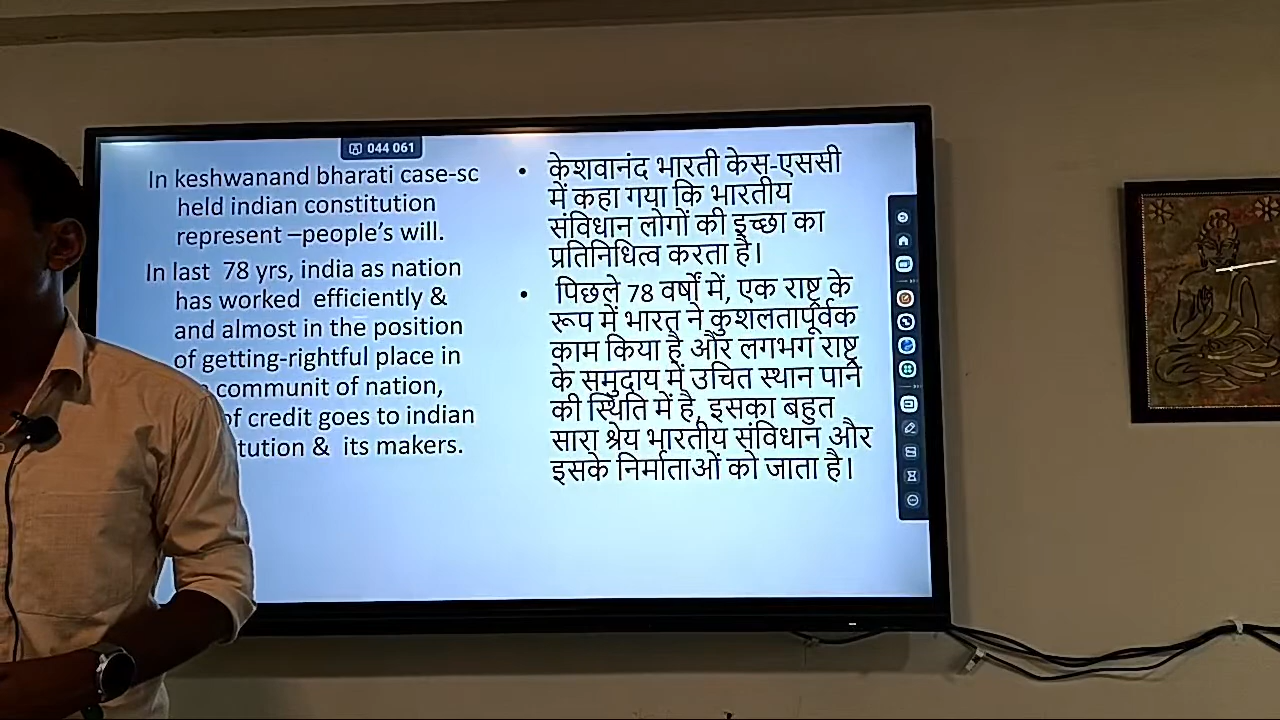 044 061
In keshwanand bharati case-sc
held indian constitution
represent –people's will.
In last 78 yrs, india as nation
has worked efficiently &
and almost in the position
of getting-rightful place in
communit of nation,
of credit goes to indian
tution & its makers.
• केशवानंद भारती केस-एससी
में कहा गया कि भारतीय
संविधान लोगों की इच्छा का
प्रतिनिधित्व करता है।
• पिछले 78 वर्षों में, एक राष्ट्र के
रूप में भारत ने कुशलतापूर्वक
काम किया है और लगभग राष्ट्र
के समुदाय में उचित स्थान पाने
की स्थिति में है, इसका बहुत
सारा श्रेय भारतीय संविधान और
इसके निर्माताओं को जाता है।